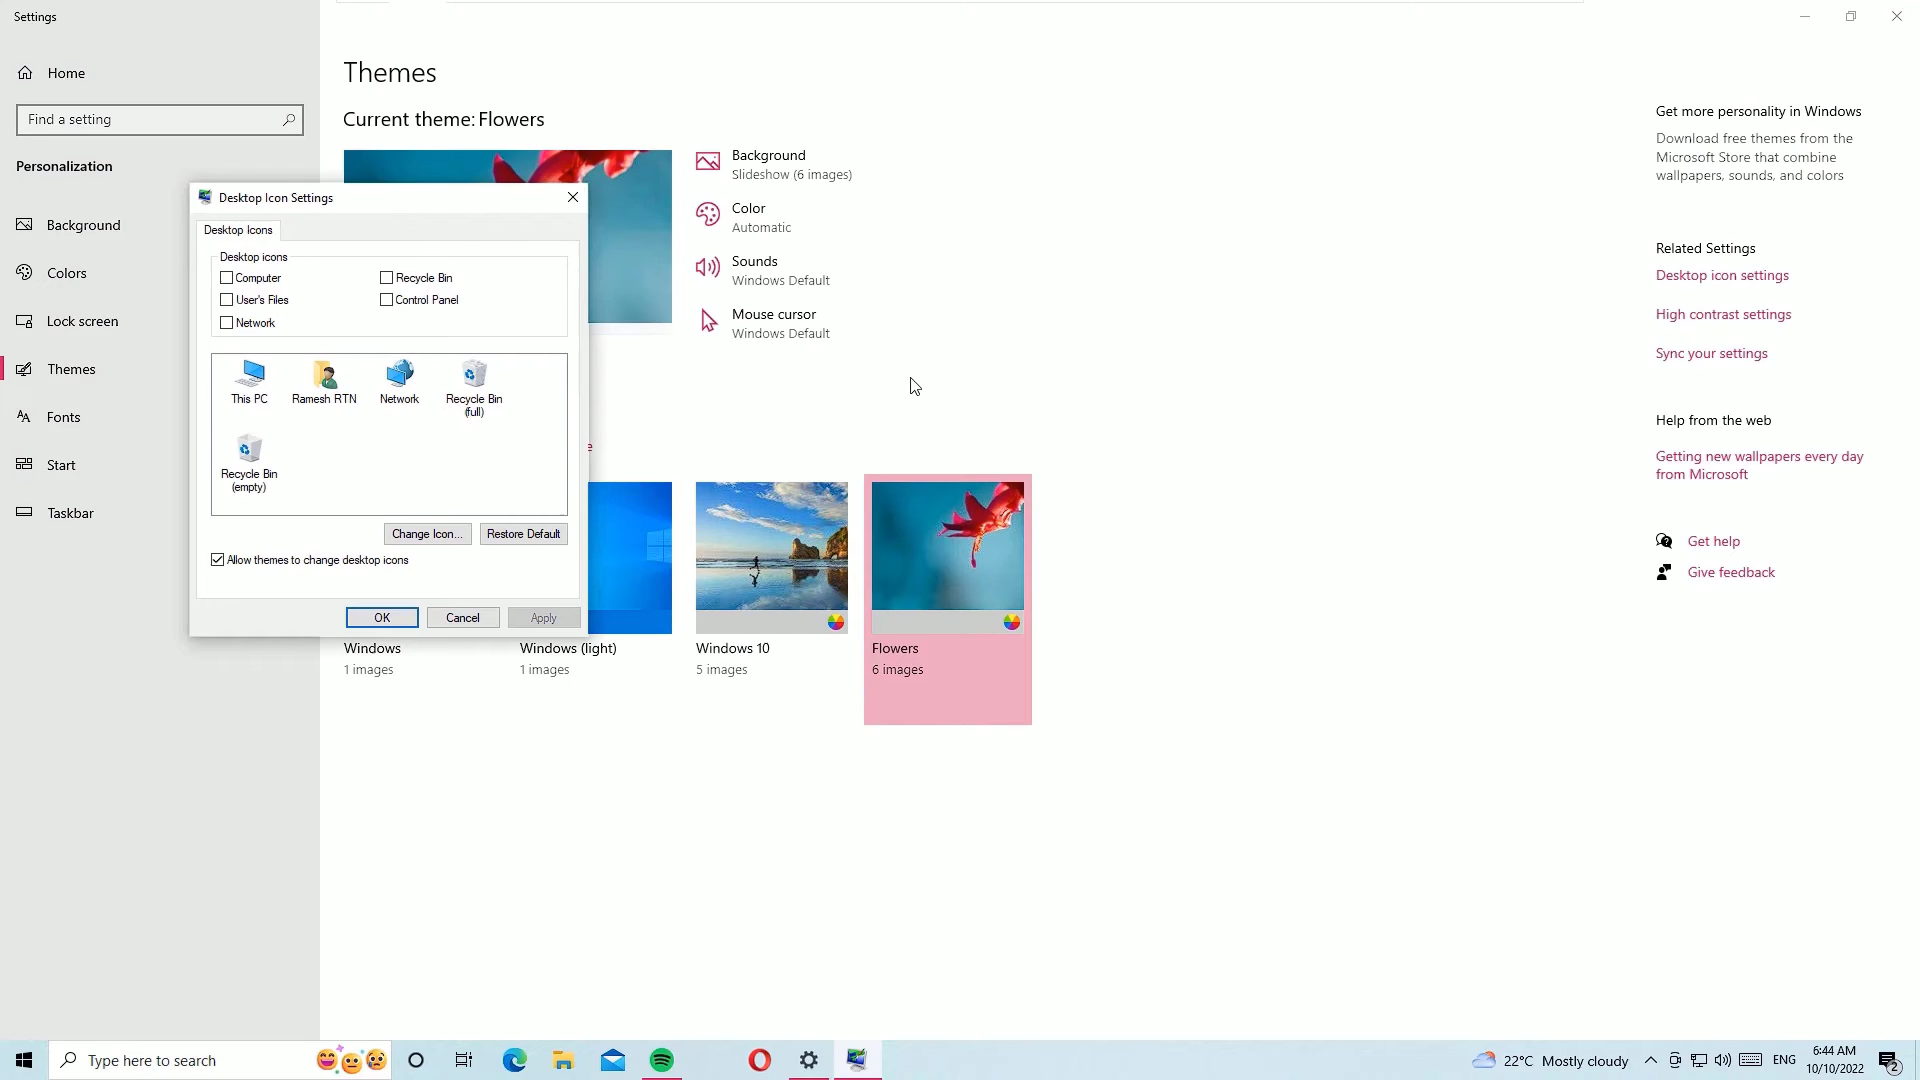 Settings
Home
Find a setting
Personalization
Background
Colors
Lock screen
Themes
Fonts
Start
Taskbar
Themes
Current theme: Flowers
Background
Slideshow (6 images)
Color
Automatic
Sounds
Windows Default
Mouse cursor
Windows Default
Desktop Icon Settings
Desktop Icons
Desktop icons
Computer
Recycle Bin
User's Files
Control Panel
Network
This PC
Ramesh RTN
Network
Recycle Bin
(full)
Recycle Bin
(empty)
Change Icon...
Restore Default
Allow themes to change desktop icons
OK
Cancel
Apply
e
Windows
1 images
Windows (light)
1 images
Windows 10
5 images
Flowers
6 images
Get more personality in Windows
Download free themes from the
Microsoft Store that combine
wallpapers, sounds, and colors
Related Settings
Desktop icon settings
High contrast settings
Sync your settings
Help from the web
Getting new wallpapers every day
from Microsoft
Get help
Give feedback
Type here to search
22°C Mostly cloudy
ENG
6:44 AM
10/10/2022
2